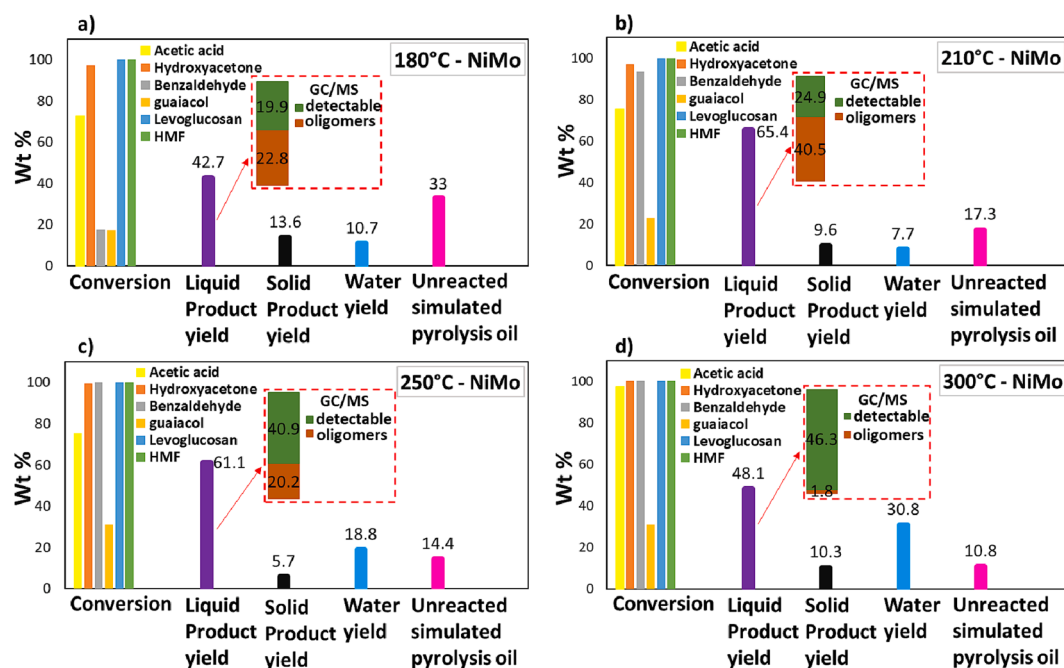 a)
180°C - NiMo
Wt %
100
80
60
40
20
0
Acetic acid
Hydroxyacetone
Benzaldehyde
guaiacol
Levoglucosan
HMF
GC/MS
detectable
oligomers
19.9
22.8
42.7
13.6
10.7
33
Conversion
Liquid
Product
yield
Solid
Product
yield
Water
yield
Unreacted
simulated
pyrolysis oil
b)
210°C - NiMo
Wt %
100
80
60
40
20
0
Acetic acid
Hydroxyacetone
Benzaldehyde
guaiacol
Levoglucosan
HMF
GC/MS
detectable
oligomers
24.9
40.5
65.4
9.6
7.7
17.3
Conversion
Liquid
Product
yield
Solid
Product
yield
Water
yield
Unreacted
simulated
pyrolysis oil
c)
250°C - NiMo
Wt %
100
80
60
40
20
0
Acetic acid
Hydroxyacetone
Benzaldehyde
guaiacol
Levoglucosan
HMF
GC/MS
detectable
oligomers
40.9
20.2
61.1
5.7
18.8
14.4
Conversion
Liquid
Product
yield
Solid
Product
yield
Water
yield
Unreacted
simulated
pyrolysis oil
d)
300°C - NiMo
Wt %
100
80
60
40
20
0
Acetic acid
Hydroxyacetone
Benzaldehyde
guaiacol
Levoglucosan
HMF
GC/MS
detectable
oligomers
46.3
1.8
48.1
10.3
30.8
10.8
Conversion
Liquid
Product
yield
Solid
Product
yield
Water
yield
Unreacted
simulated
pyrolysis oil